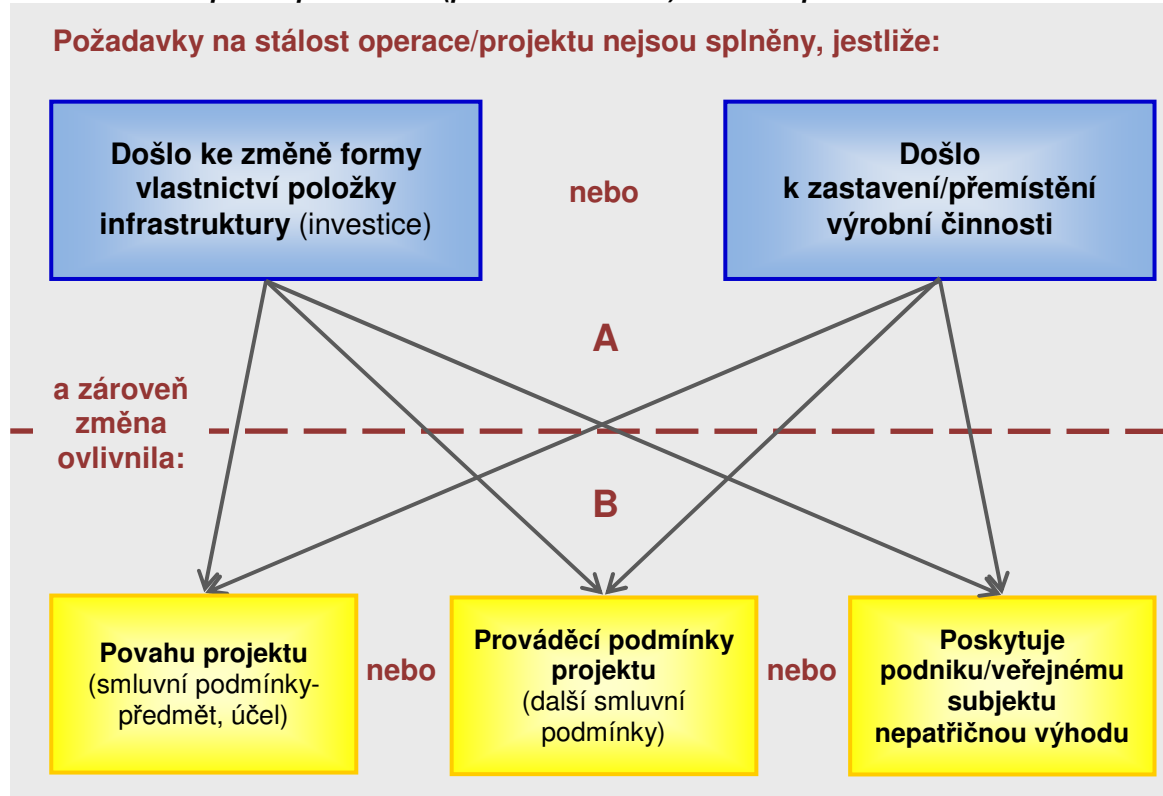 Požadavky na stálost operace/projektu nejsou splněny, jestliže:
Došlo ke změně formy
vlastnictví položky
infrastruktury (investice)
nebo
Došlo
k zastavení/přemístění
výrobní činnosti
A
a zároveň
změna
ovlivnila:
B
Povahu projektu
(smluvní podmínky-
předmět, účel)
nebo
Prováděcí podmínky
projektu
(další smluvní
podmínky)
nebo
Poskytuje
podniku/veřejnému
subjektu
nepatřičnou výhodu